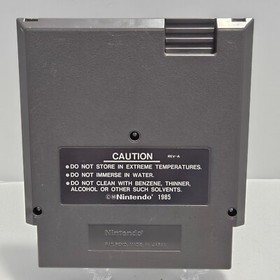 CAUTION REV-A
•DO NOT STORE IN EXTREME TEMPERATURES.
•DO NOT IMMERSE IN WATER.
•DO NOT CLEAN WITH BENZENE, THINNER,
ALCOHOL OR OTHER SUCH SOLVENTS.
©Nintendo 1985
Nintendo